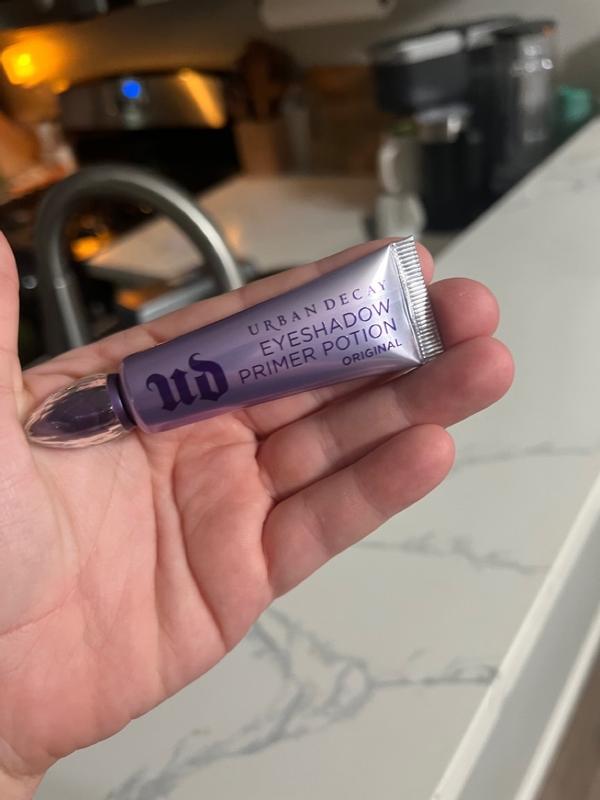 ud
URBAN DECAY
EYESHADOW
PRIMER POTION
ORIGINAL